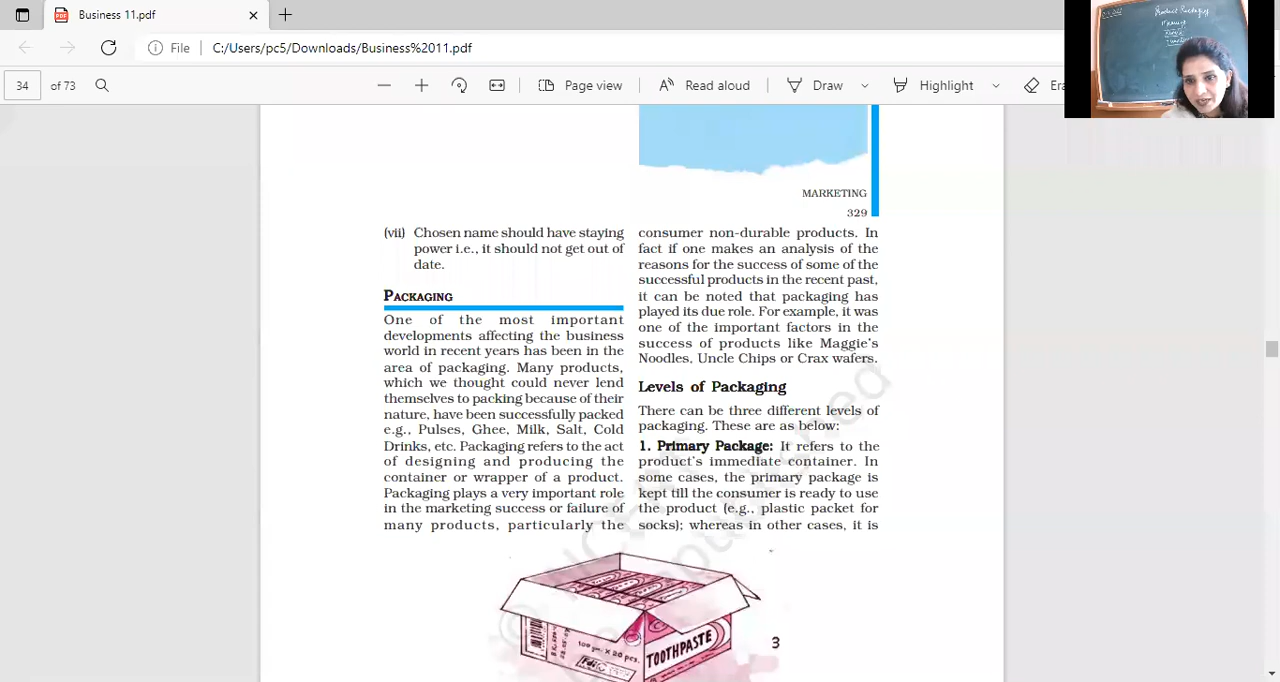 Business 11.pdf
File
C:/Users/pc5/Downloads/Business%2011.pdf
34
of 73
Page view
Read aloud
Draw
Highlight
Era
Product Packaging
Meaning
MARKETING
329
(vii) Chosen name should have staying
power i.e., it should not get out of
date.
PACKAGING
One of the most important
developments affecting the business
world in recent years has been in the
area of packaging. Many products,
which we thought could never lend
themselves to packing because of their
nature, have been successfully packed
e.g., Pulses, Ghee, Milk, Salt, Cold
Drinks, etc. Packaging refers to the act
of designing and producing the
container or wrapper of a product.
Packaging plays a very important role
in the marketing success or failure of
many products, particularly the
consumer non-durable products. In
fact if one makes an analysis of the
reasons for the success of some of the
successful products in the recent past,
it can be noted that packaging has
played its due role. For example, it was
one of the important factors in the
success of products like Maggie's
Noodles, Uncle Chips or Crax wafers.
Levels of Packaging
There can be three different levels of
packaging. These are as below:
1. Primary Package: It refers to the
product's immediate container. In
some cases, the primary package is
kept till the consumer is ready to use
the product (e.g., plastic packet for
socks); whereas in other cases, it is
100 gm. X 20 pcs.
TOOTHPASTE
3